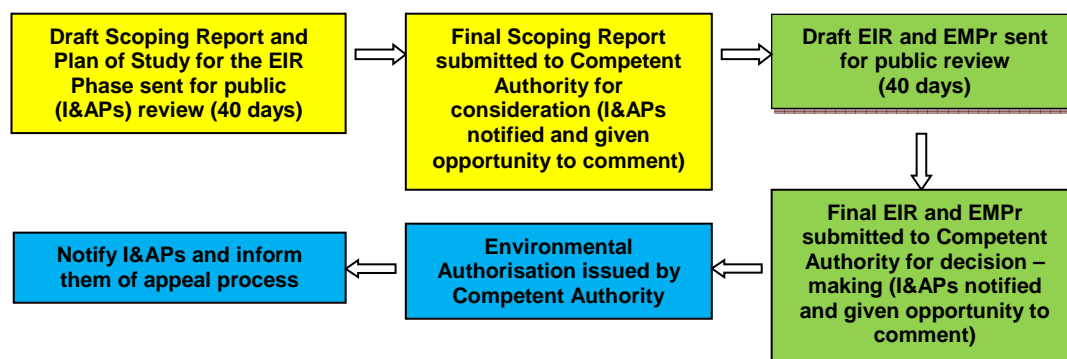 Draft Scoping Report and
Plan of Study for the EIR
Phase sent for public
(I&APs) review (40 days)
Final Scoping Report
submitted to Competent
Authority for
consideration (I&APs
notified and given
opportunity to comment)
Draft EIR and EMPr sent
for public review
(40 days)
Final EIR and EMPr
submitted to Competent
Authority for decision –
making (I&APs notified
and given opportunity to
comment)
Environmental
Authorisation issued by
Competent Authority
Notify I&APs and inform
them of appeal process